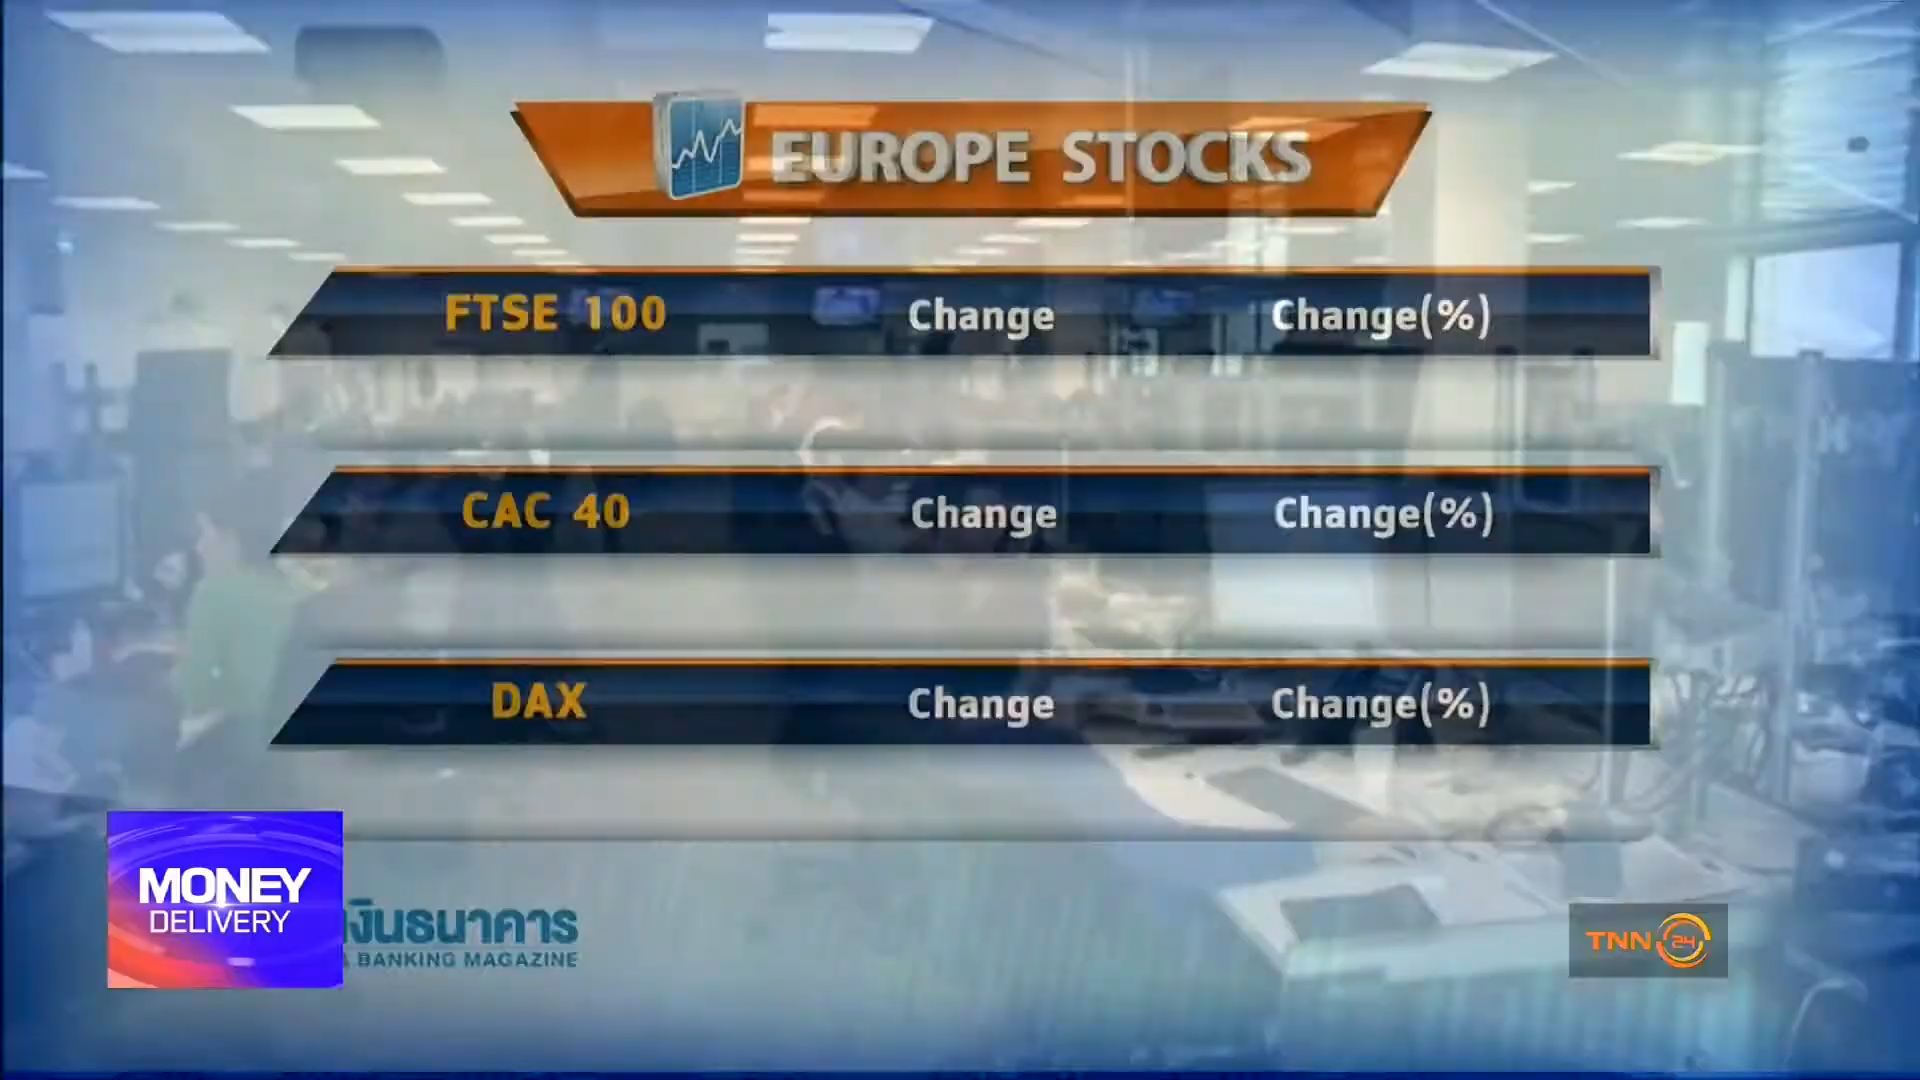 EUROPE STOCKS
FTSE 100 Change Change(%)
CAC 40 Change Change(%)
DAX Change Change(%)
MONEY
DELIVERY
เงินธนาคาร
BANKING MAGAZINE
TNN 24